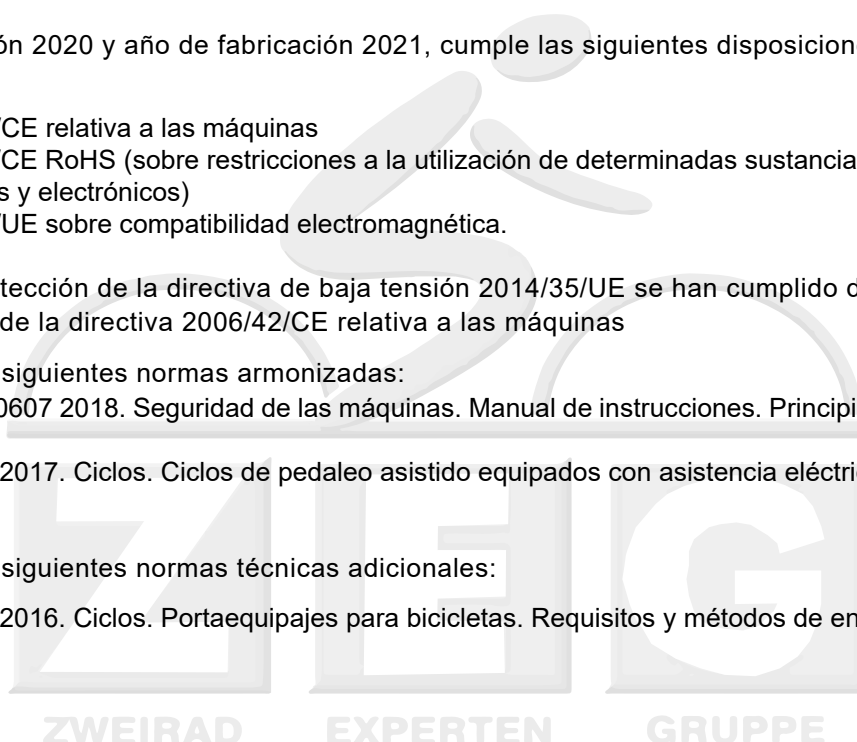 ón 2020 y año de fabricación 2021, cumple las siguientes disposicion
/CE relativa a las máquinas
/CE RoHS (sobre restricciones a la utilización de determinadas sustancia
s y electrónicos)
/UE sobre compatibilidad electromagnética.
tección de la directiva de baja tensión 2014/35/UE se han cumplido d
de la directiva 2006/42/CE relativa a las máquinas
siguientes normas armonizadas:
0607 2018. Seguridad de las máquinas. Manual de instrucciones. Principi
2017. Ciclos. Ciclos de pedaleo asistido equipados con asistencia eléctri
siguientes normas técnicas adicionales:
2016. Ciclos. Portaequipajes para bicicletas. Requisitos y métodos de en
ZEG
ZWEIRAD EXPERTEN GRUPPE